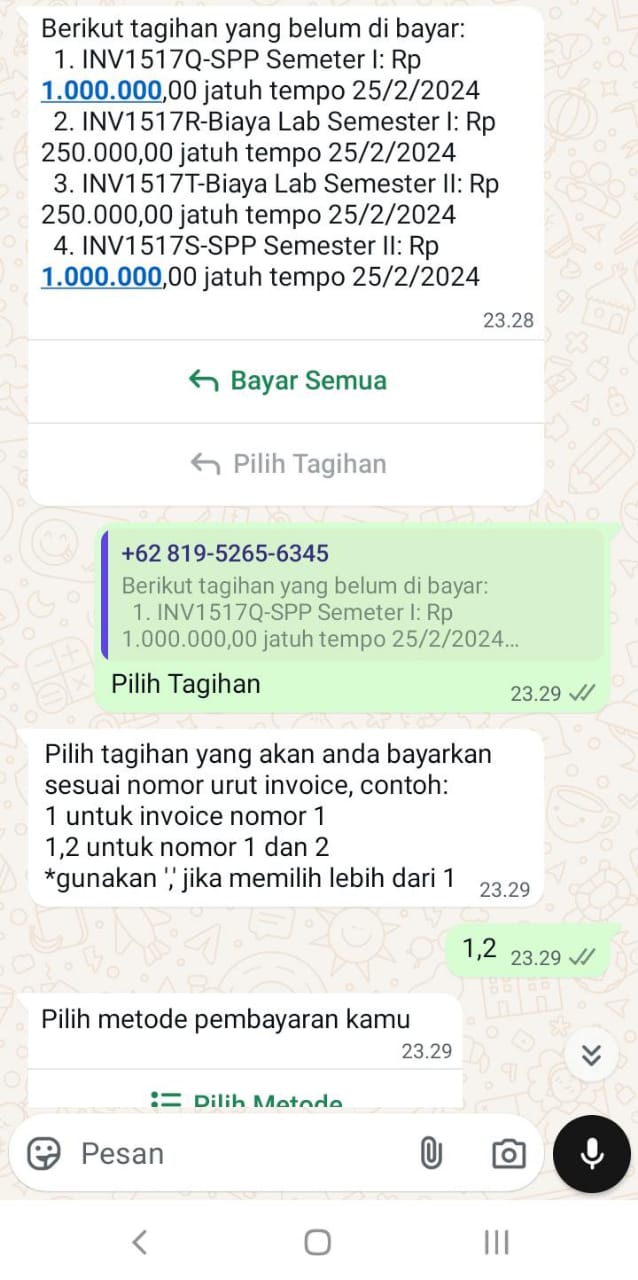 Berikut tagihan yang belum di bayar:
1. INV1517Q-SPP Semeter I: Rp
1.000.000,00 jatuh tempo 25/2/2024
2. INV1517R-Biaya Lab Semester I: Rp
250.000,00 jatuh tempo 25/2/2024
3. INV1517T-Biaya Lab Semester II: Rp
250.000,00 jatuh tempo 25/2/2024
4. INV1517S-SPP Semester II: Rp
1.000.000,00 jatuh tempo 25/2/2024
23.28
Bayar Semua
Pilih Tagihan
+62 819-5265-6345
Berikut tagihan yang belum di bayar:
1. INV1517Q-SPP Semeter I: Rp
1.000.000,00 jatuh tempo 25/2/2024...
Pilih Tagihan
23.29
Pilih tagihan yang akan anda bayarkan
sesuai nomor urut invoice, contoh:
1 untuk invoice nomor 1
1,2 untuk nomor 1 dan 2
*gunakan ',' jika memilih lebih dari 1
23.29
1,2 23.29
Pilih metode pembayaran kamu
23.29
Pilih Metode
Pesan